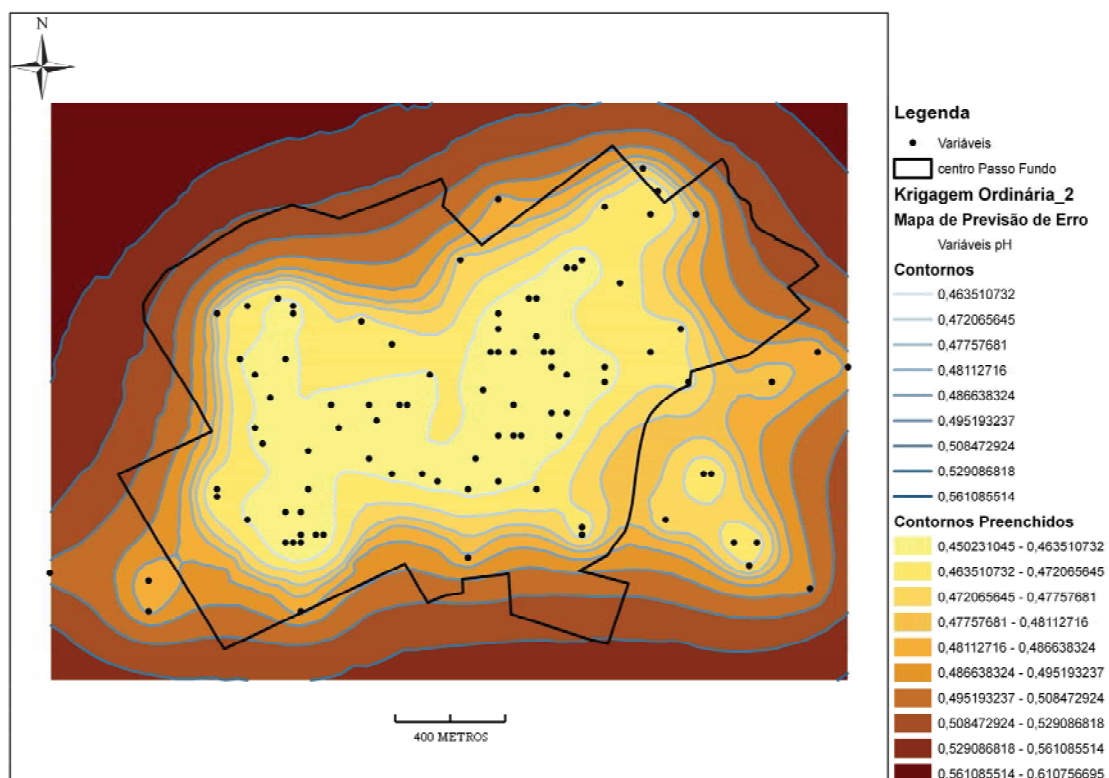 N
400 METROS
Legenda
Variáveis
centro Passo Fundo
Krigagem Ordinária_2
Mapa de Previsão de Erro
Variáveis pH
Contornos
0,463510732
0,472065645
0,47757681
0,48112716
0,486638324
0,495193237
0,508472924
0,529086818
0,561085514
Contornos Preenchidos
0,450231045 - 0,463510732
0,463510732 - 0,472065645
0,472065645 - 0,47757681
0,47757681 - 0,48112716
0,48112716 - 0,486638324
0,486638324 - 0,495193237
0,495193237 - 0,508472924
0,508472924 - 0,529086818
0,529086818 - 0,561085514
0,561085514 - 0,610756695